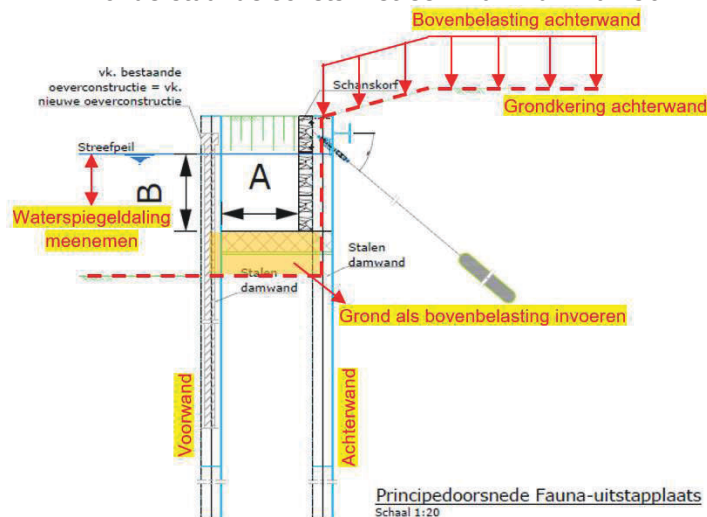 Bovenbelasting achterwand
vk. bestaande
oeverconstructie = vk.
nieuwe oeverconstructie
Schanskorf
Grondkering achterwand
Streefpeil
A
B
Waterspiegeldaling
meenemen
Stalen
damwand
Stalen
damwand
Grond als bovenbelasting invoeren
Voorwand
Achterwand
Principedoorsnede Fauna-uitstapplaats
Schaal 1:20